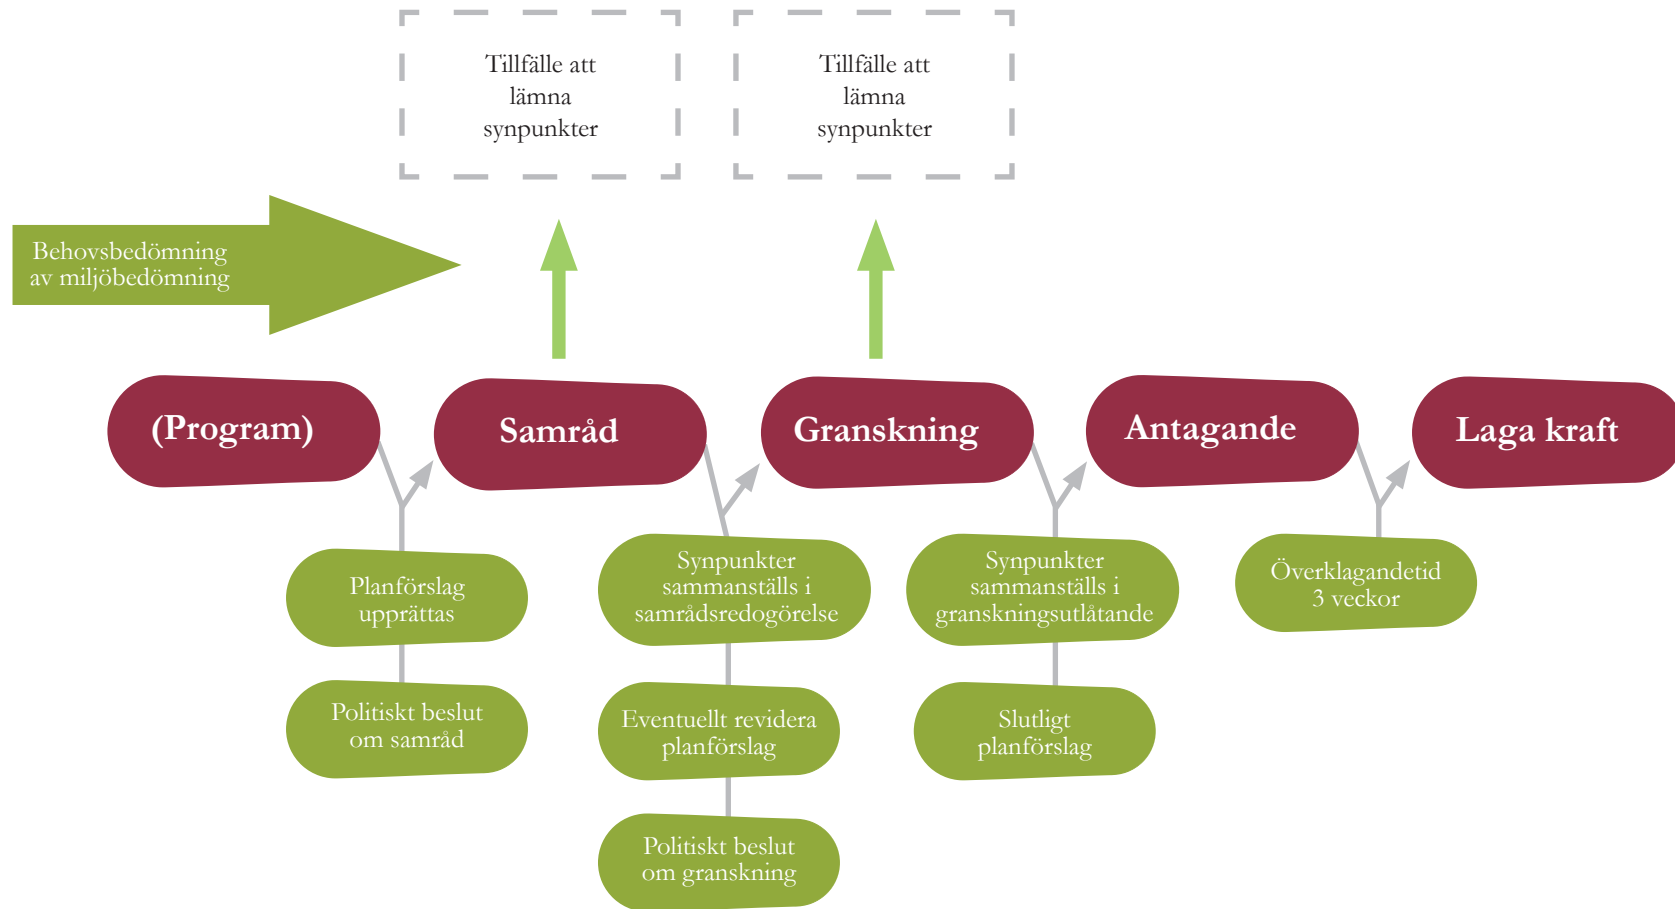 Tillfälle att
lämna
synpunkter
Tillfälle att
lämna
synpunkter
Behovsbedömning
av miljöbedömning
(Program)
Samråd
Granskning
Antagande
Laga kraft
Planförslag
upprättas
Politiskt beslut
om samråd
Synpunkter
sammanställs i
samrådsredogörelse
Eventuellt revidera
planförslag
Politiskt beslut
om granskning
Synpunkter
sammanställs i
granskningsutlåtande
Slutligt
planförslag
Överklagandetid
3 veckor